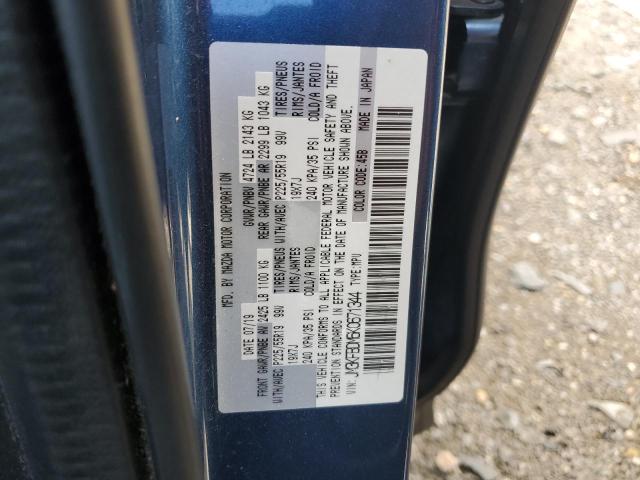 MFD. BY MAZDA MOTOR CORPORATION
DATE 07/19 GVWR/PNBV 4724 LB 2143 KG
FRONT GAWR/PNBE AV 2425 LB 1100 KG REAR GAWR/PNBE AR 2299 LB 1043 KG
WITH/AVEC P225/55R19 99V TIRES/PNEUS WITH/AVEC P225/55R19 99V TIRES/PNEUS
19X7J RIMS/JANTES 19X7J RIMS/JANTES
240 KPA/35 PSI COLD/A FROID 240 KPA/35 PSI COLD/A FROID
THIS VEHICLE CONFORMS TO ALL APPLICABLE FEDERAL MOTOR VEHICLE SAFETY AND THEFT
PREVENTION STANDARDS IN EFFECT ON THE DATE OF MANUFACTURE SHOWN ABOVE.
VIN: JM3KFBDM6K0671344 TYPE:MPV COLOR CODE:45B MADE IN JAPAN